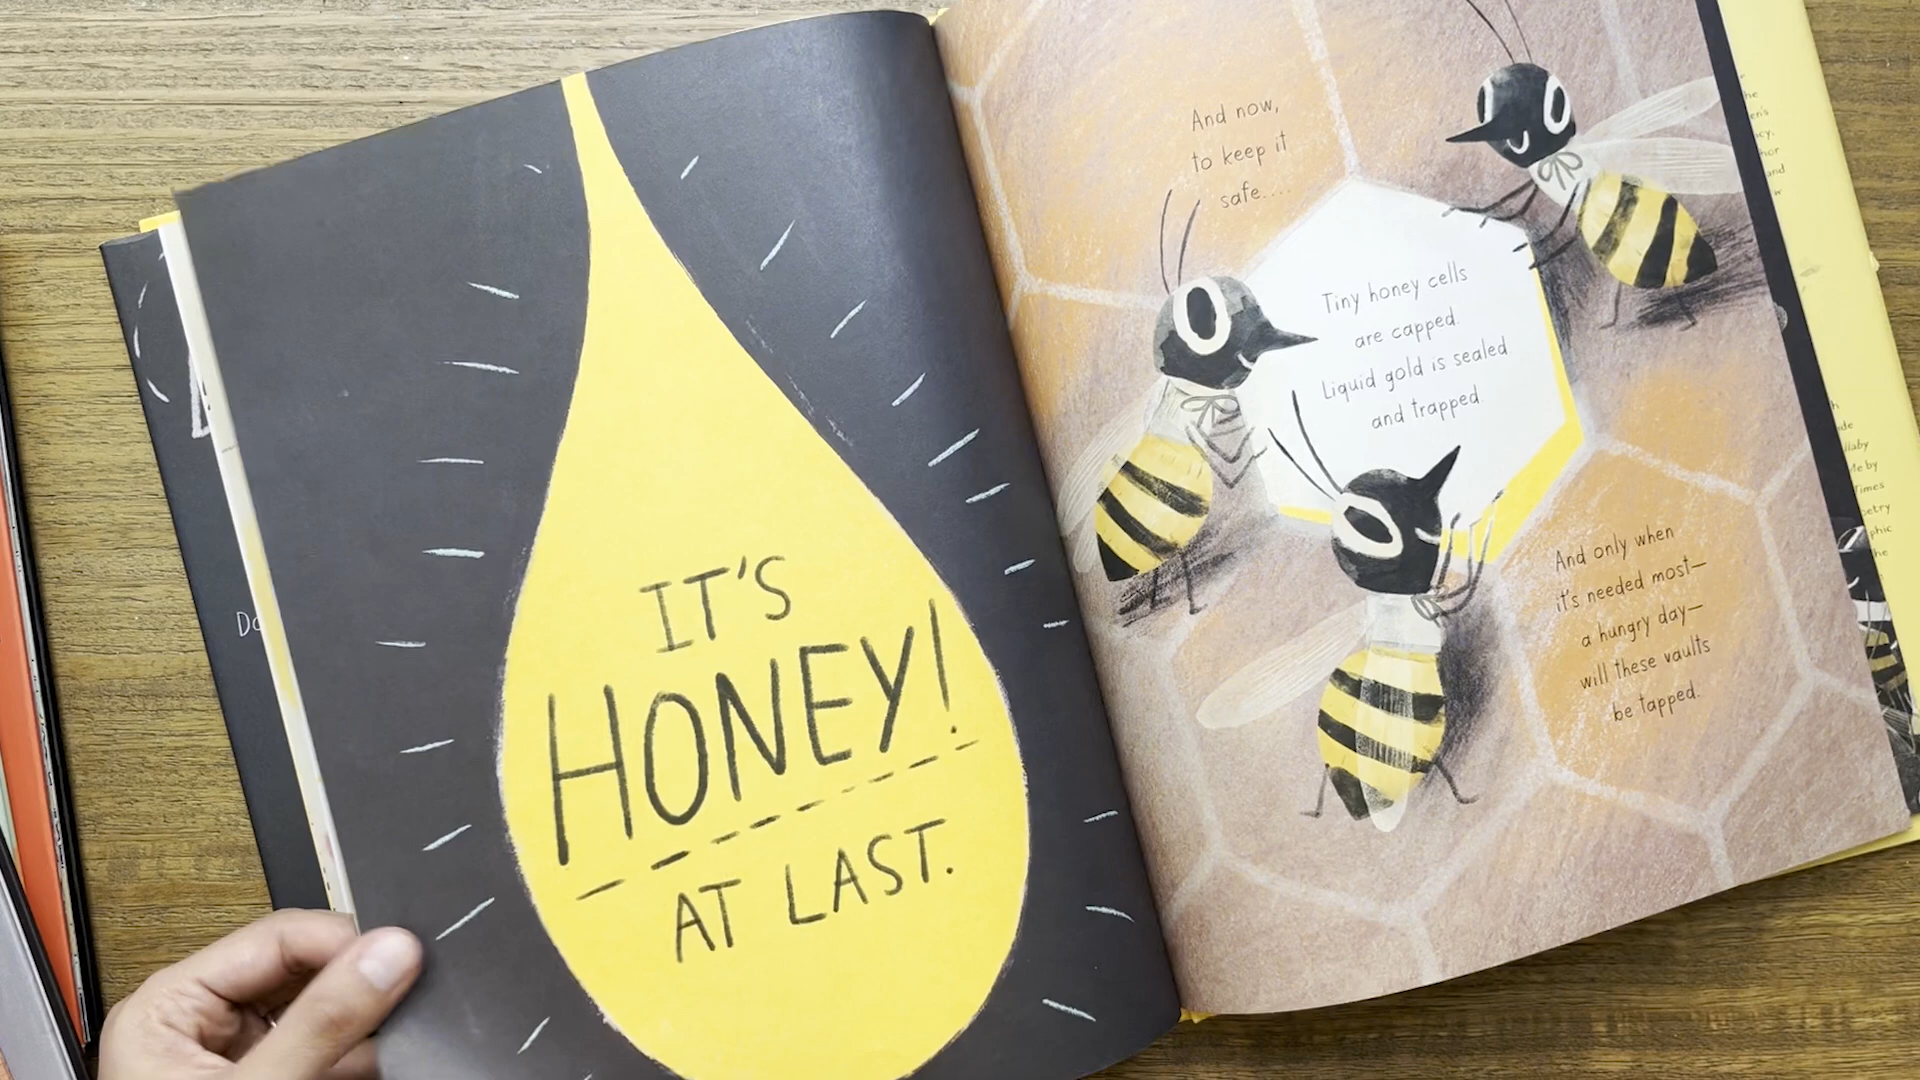 IT'S
HONEY!
AT LAST.
And now,
to keep it
safe....
Tiny honey cells
are capped.
Liquid gold is sealed
and trapped.
And only when
it's needed most—
a hungry day—
will these vaults
be tapped.